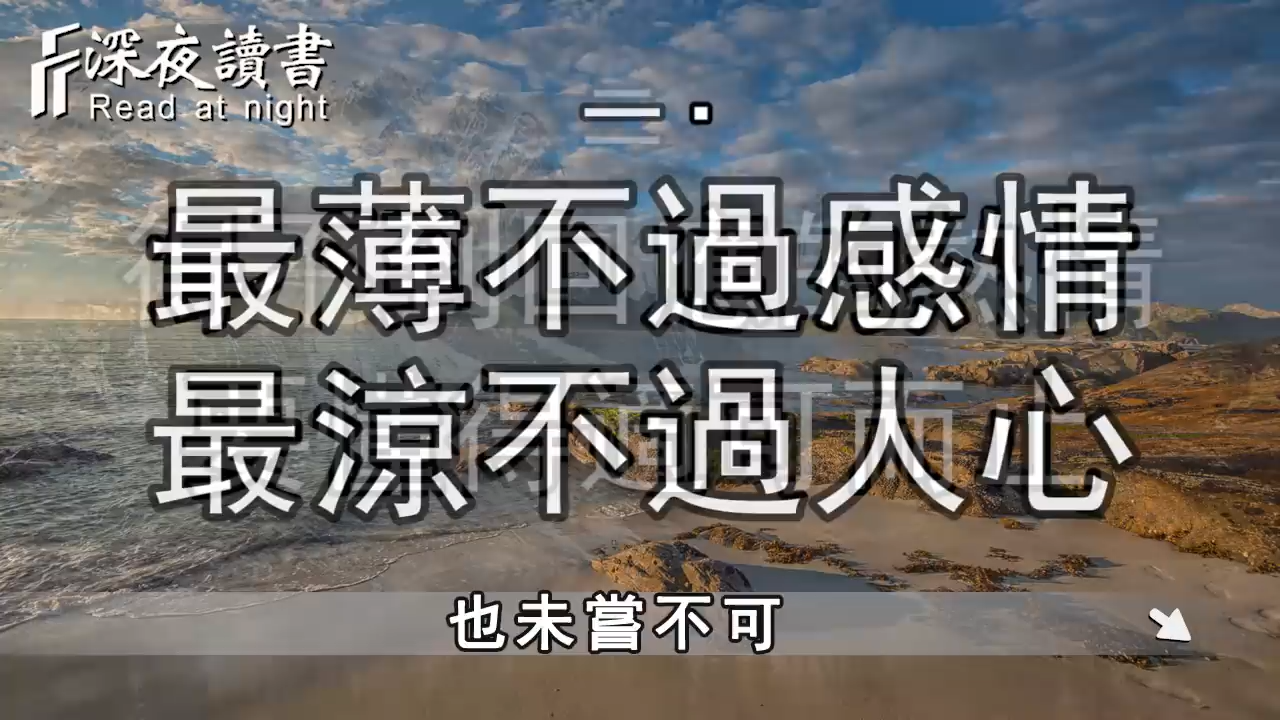 深夜讀書
Read at night
一·
最薄不過感情
最涼不過人心
也未嘗不可